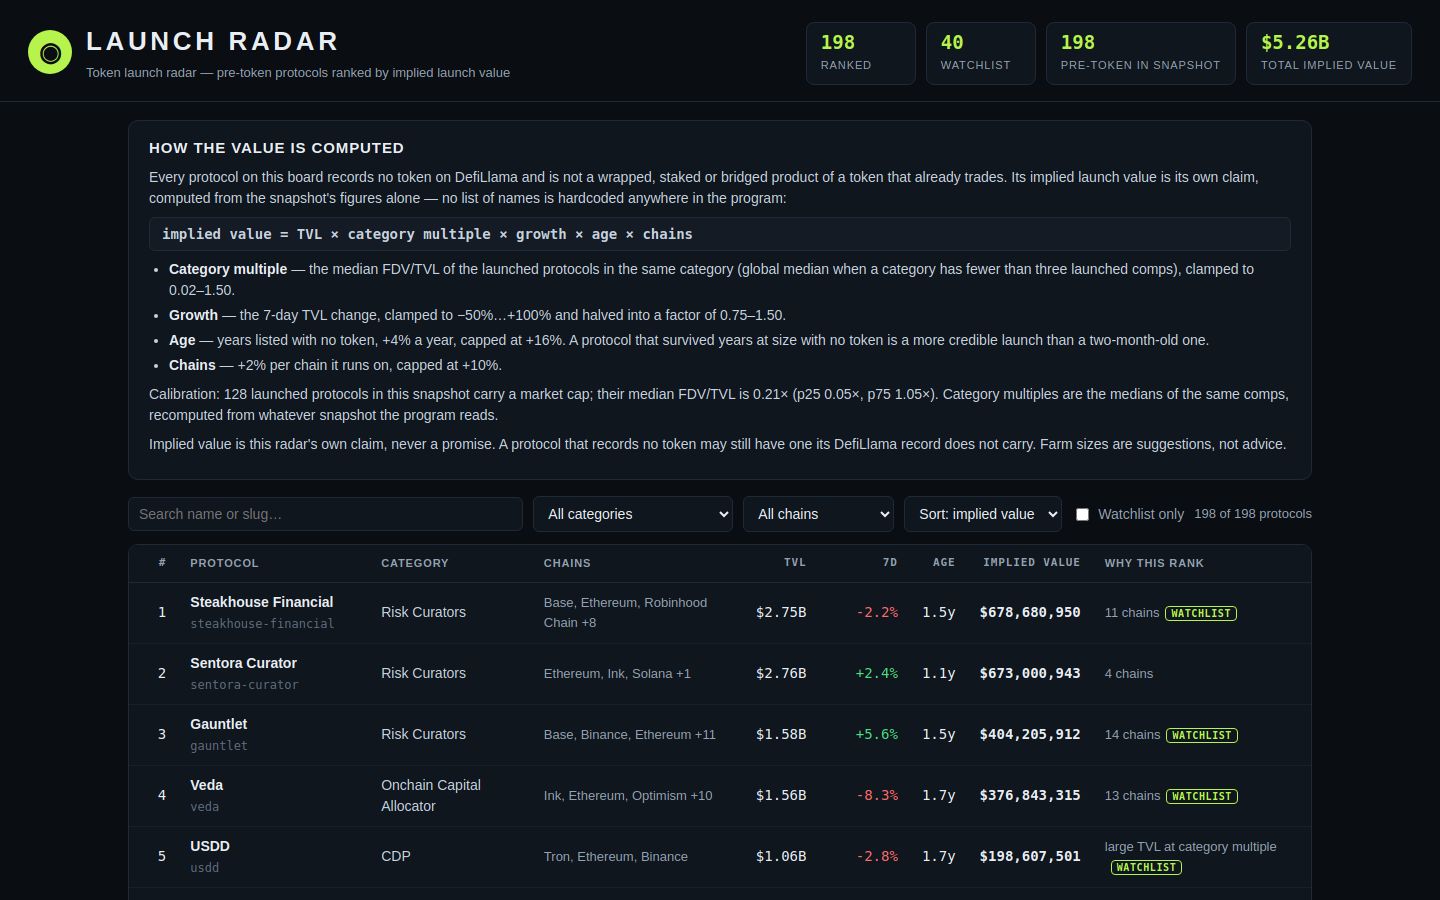 LAUNCH RADAR
Token launch radar — pre-token protocols ranked by implied launch value
198
RANKED
40
WATCHLIST
198
PRE-TOKEN IN SNAPSHOT
$5.26B
TOTAL IMPLIED VALUE
HOW THE VALUE IS COMPUTED
Every protocol on this board records no token on DefiLlama and is not a wrapped, staked or bridged product of a token that already trades. Its implied launch value is its own claim,
computed from the snapshot's figures alone — no list of names is hardcoded anywhere in the program:
implied value = TVL × category multiple × growth × age × chains
• Category multiple — the median FDV/TVL of the launched protocols in the same category (global median when a category has fewer than three launched comps), clamped to
0.02–1.50.
• Growth — the 7-day TVL change, clamped to −50%…+100% and halved into a factor of 0.75–1.50.
• Age — years listed with no token, +4% a year, capped at +16%. A protocol that survived years at size with no token is a more credible launch than a two-month-old one.
• Chains — +2% per chain it runs on, capped at +10%.
Calibration: 128 launched protocols in this snapshot carry a market cap; their median FDV/TVL is 0.21× (p25 0.05×, p75 1.05×). Category multiples are the medians of the same comps,
recomputed from whatever snapshot the program reads.
Implied value is this radar's own claim, never a promise. A protocol that records no token may still have one its DefiLlama record does not carry. Farm sizes are suggestions, not advice.
Search name or slug…
All categories
All chains
Sort: implied value
Watchlist only
198 of 198 protocols
# PROTOCOL CATEGORY CHAINS TVL 7D AGE IMPLIED VALUE WHY THIS RANK
1 Steakhouse Financial Risk Curators Base, Ethereum, Robinhood $2.75B -2.2% 1.5y $678,680,950 11 chains WATCHLIST
steakhouse-financial Chain +8
2 Sentora Curator Risk Curators Ethereum, Ink, Solana +1 $2.76B +2.4% 1.1y $673,000,943 4 chains
sentora-curator
3 Gauntlet Risk Curators Base, Binance, Ethereum +11 $1.58B +5.6% 1.5y $404,205,912 14 chains WATCHLIST
gauntlet
4 Veda Onchain Capital Ink, Ethereum, Optimism +10 $1.56B -8.3% 1.7y $376,843,315 13 chains WATCHLIST
veda Allocator
5 USDD CDP Tron, Ethereum, Binance $1.06B -2.8% 1.7y $198,607,501 large TVL at category multiple
usdd WATCHLIST